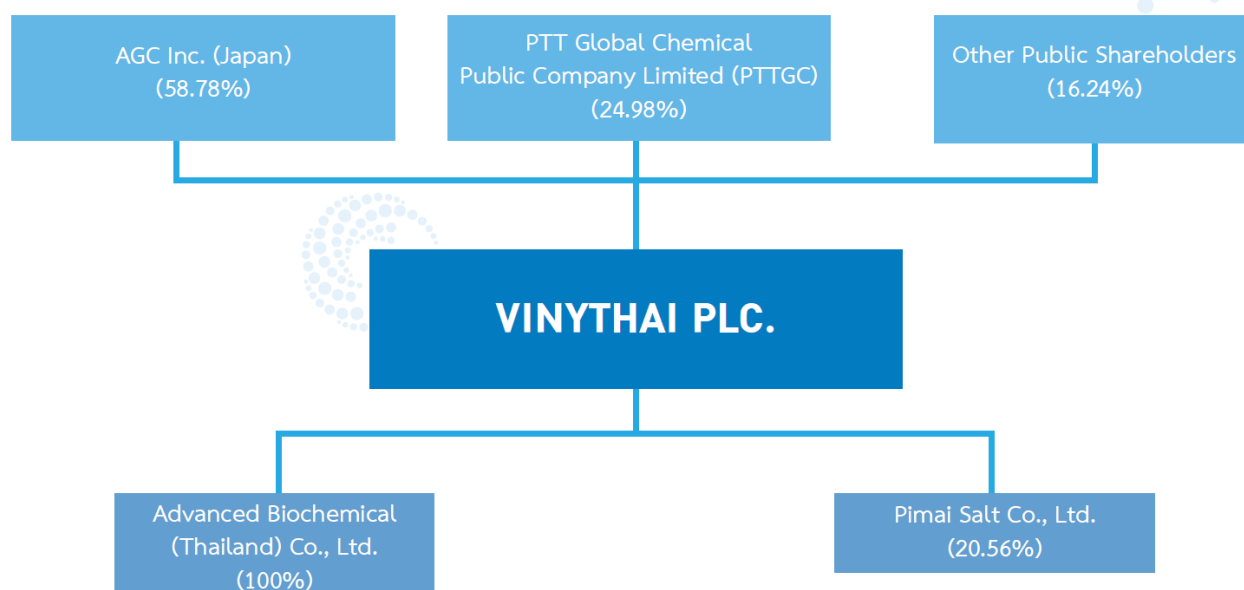 AGC Inc. (Japan)
(58.78%)
PTT Global Chemical
Public Company Limited (PTTGC)
(24.98%)
Other Public Shareholders
(16.24%)
VINYTHAI PLC.
Advanced Biochemical
(Thailand) Co., Ltd.
(100%)
Pimai Salt Co., Ltd.
(20.56%)